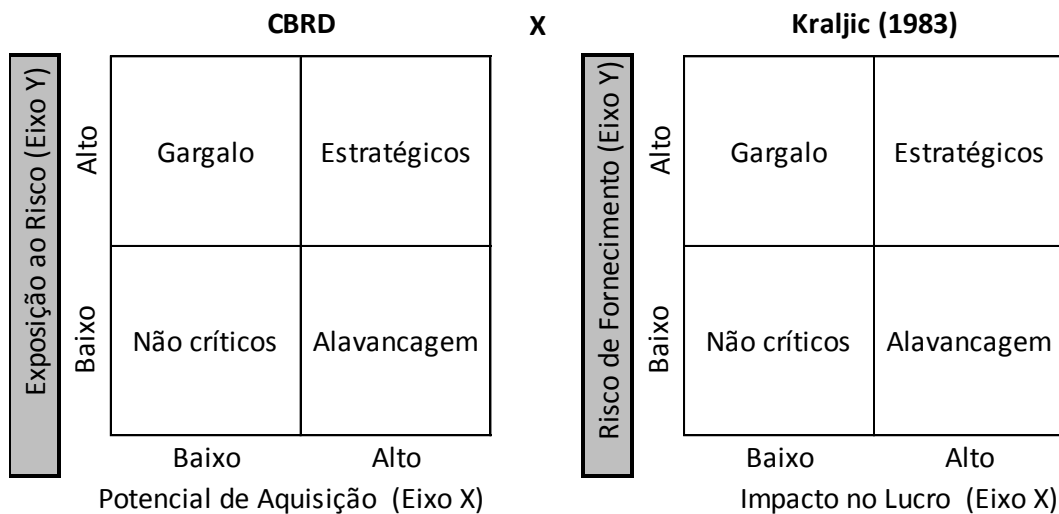 CBRD X Kraljic (1983)
Exposição ao Risco (Eixo Y)
Alto
Baixo
Gargalo Estratégicos
Não críticos Alavancagem
Baixo Alto
Potencial de Aquisição (Eixo X)
Risco de Fornecimento (Eixo Y)
Alto
Baixo
Gargalo Estratégicos
Não críticos Alavancagem
Baixo Alto
Impacto no Lucro (Eixo X)